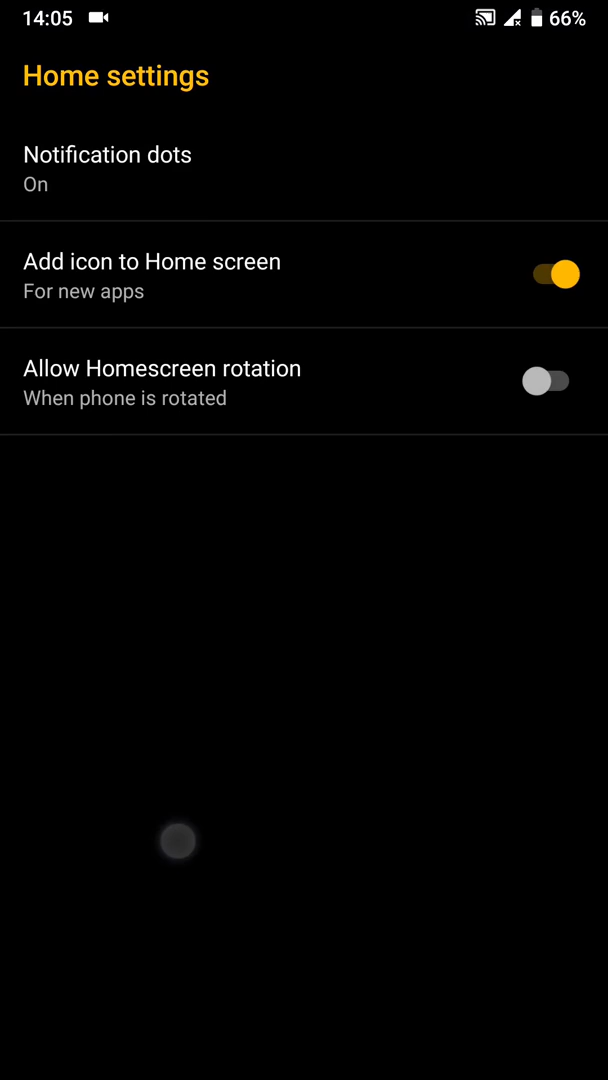 14:05 66%
Home settings
Notification dots
On
Add icon to Home screen
For new apps
Allow Homescreen rotation
When phone is rotated